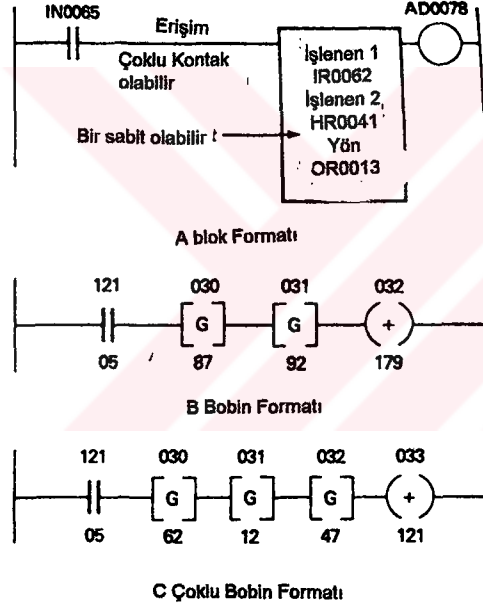 IN0065
Erişim
AD0078
Çoklu Kontak
olabilir
İşlenen 1
IR0062
İşlenen 2
HR0041
Yön
OR0013
Bir sabit olabilir
A blok Formatı
121 030 031 032
G G +
05 87 92 179
B Bobin Formatı
121 030 031 032 033
G G G +
05 62 12 47 121
C Çoklu Bobin Formatı